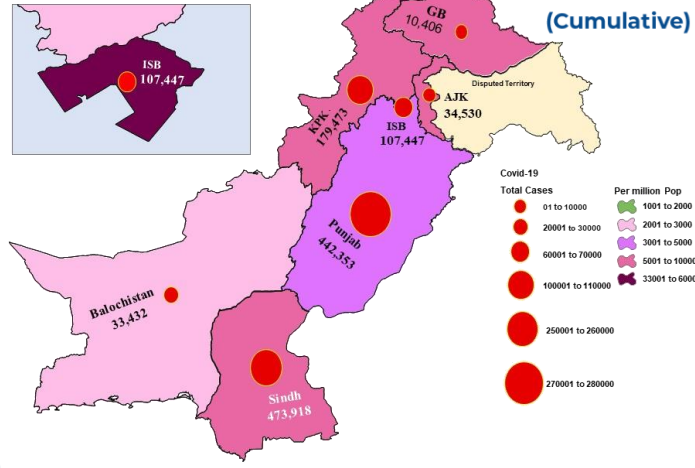 (Cumulative)
GB
10,406
ISB
107,447
Disputed Territory
AJK
34,530
KPK
179,473
ISB
107,447
Punjab
442,353
Balochistan
33,432
Sindh
473,918
Covid-19
Total Cases
01 to 10000
20001 to 30000
60001 to 70000
100001 to 110000
250001 to 260000
270001 to 280000
Per million Pop
1001 to 2000
2001 to 3000
3001 to 5000
5001 to 10000
33001 to 6000